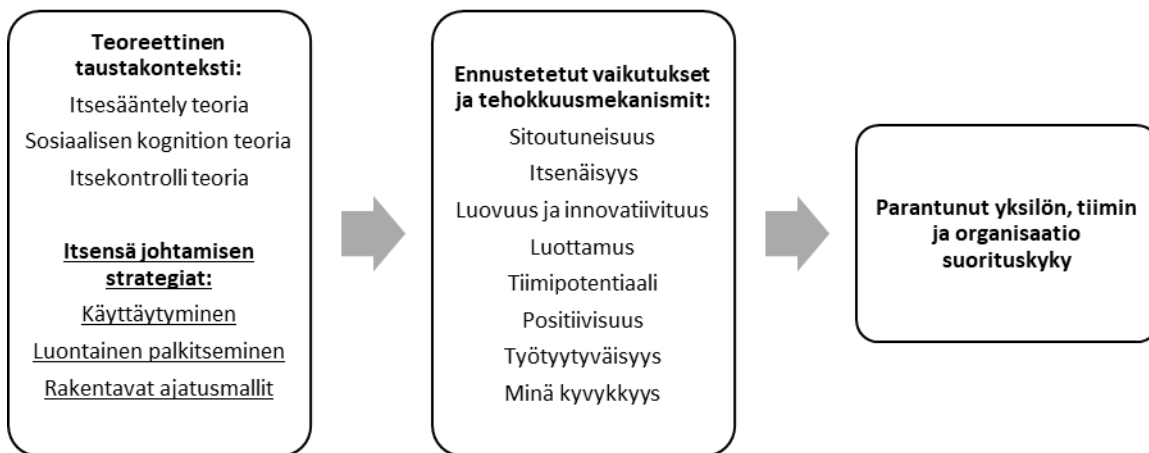 Teoreettinen
taustakonteksti:
Itsesääntely teoria
Sosiaalisen kognition teoria
Itsekontrolli teoria
Itsensä johtamisen
strategiat:
Käyttäytyminen
Luontainen palkitseminen
Rakentavat ajatusmallit
Ennustetetut vaikutukset
ja tehokkuusmekanismit:
Sitoutuneisuus
Itsenäisyys
Luovuus ja innovatiivituus
Luottamus
Tiimipotentiaali
Positiivisuus
Työtyytyväisyys
Minä kyvykkyys
Parantunut yksilön, tiimin
ja organisaatio
suorituskyky